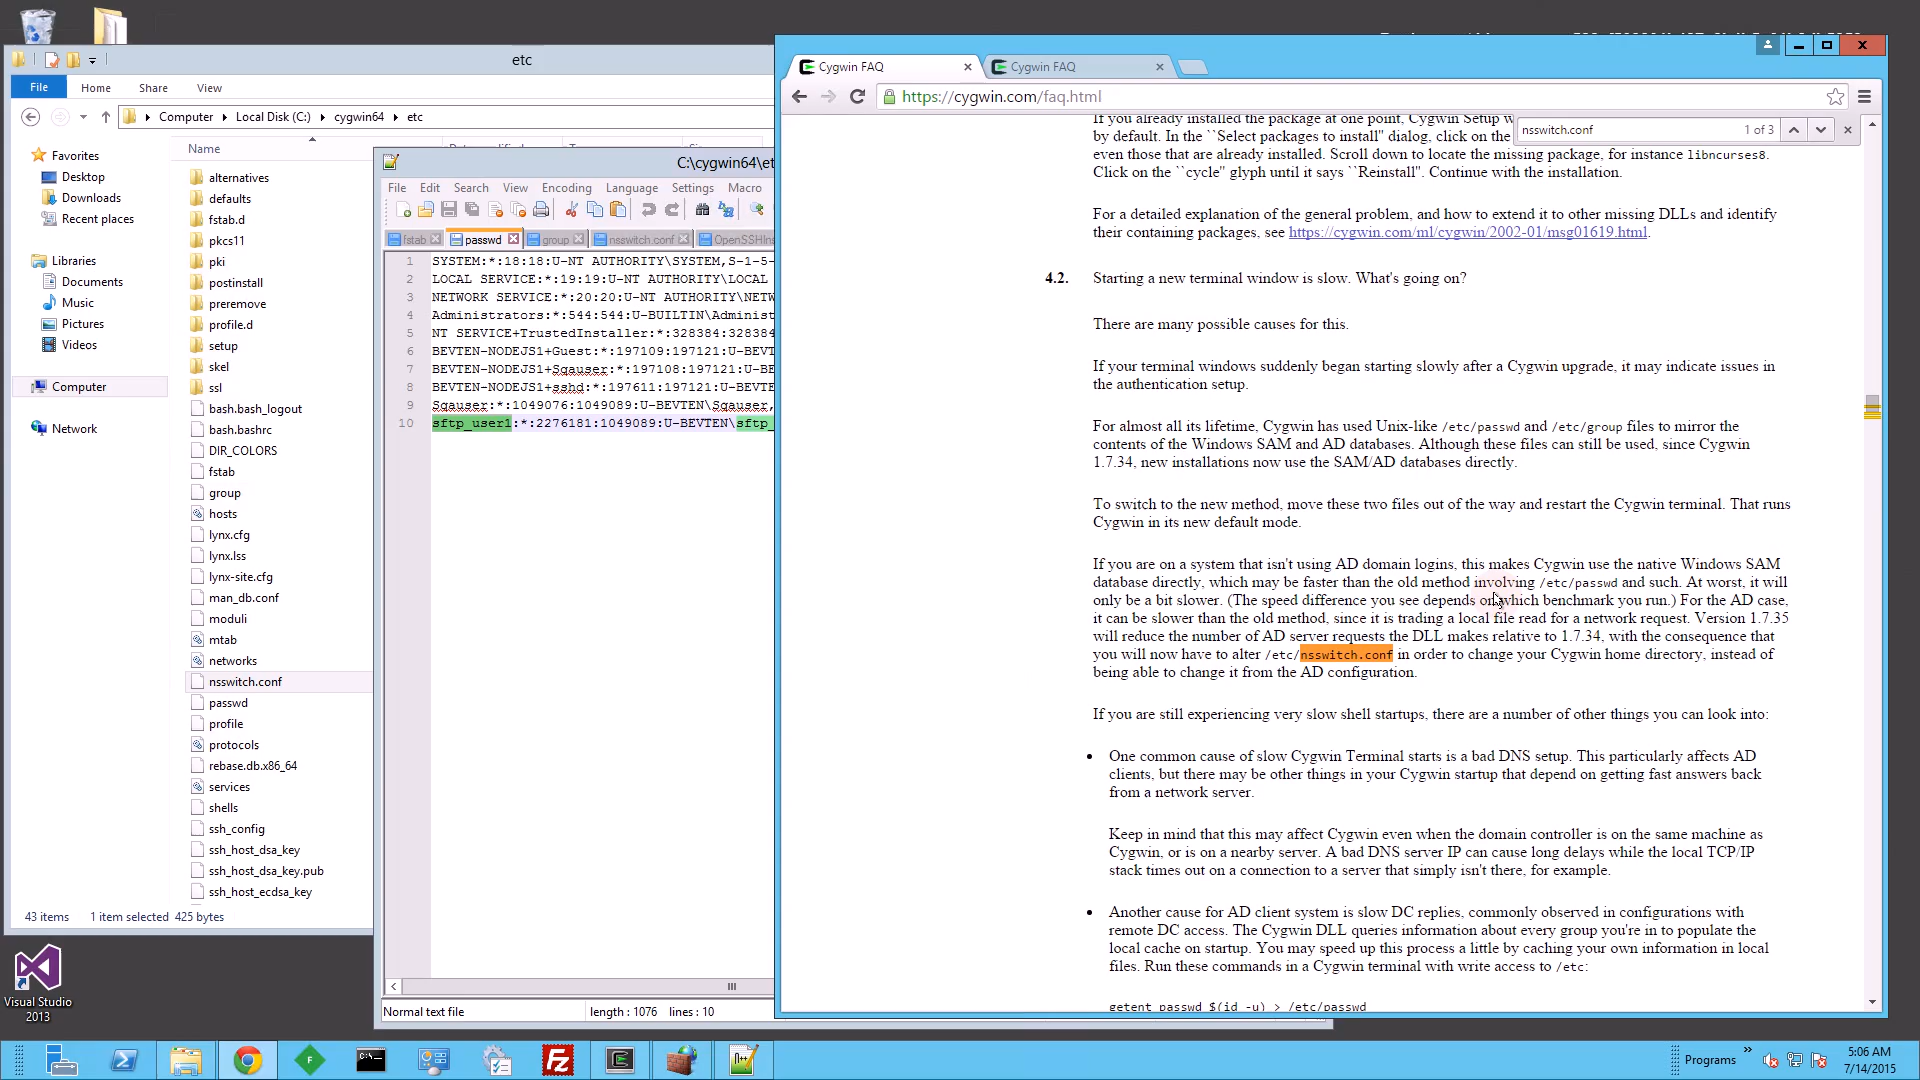 etc
File
Home
Share
View
Computer
Local Disk (C:)
cygwin64
etc
Favorites
Desktop
Downloads
Recent places
Libraries
Documents
Music
Pictures
Videos
Computer
Network
Name
alternatives
defaults
fstab.d
pkcs11
pki
postinstall
preremove
profile.d
setup
skel
ssl
bash.bash_logout
bash.bashrc
DIR_COLORS
fstab
group
hosts
lynx.cfg
lynx.lss
lynx-site.cfg
man_db.conf
moduli
mtab
networks
nsswitch.conf
passwd
profile
protocols
rebase.db.x86_64
services
shells
ssh_config
ssh_host_dsa_key
ssh_host_dsa_key.pub
ssh_host_ecdsa_key
43 items 1 item selected 425 bytes
C:\cygwin64\et
File Edit Search View Encoding Language Settings Macro
fstab
passwd
group
nsswitch.conf
OpenSSHIns
1 SYSTEM:*:18:18:U-NT AUTHORITY\SYSTEM,S-1-5-
2 LOCAL SERVICE:*:19:19:U-NT AUTHORITY\LOCAL
3 NETWORK SERVICE:*:20:20:U-NT AUTHORITY\NETW
4 Administrators:*:544:544:U-BUILTIN\Administ
5 NT SERVICE+TrustedInstaller:*:328384:328384
6 BEVTEN-NODEJS1+Guest:*:197109:197121:U-BEVT
7 BEVTEN-NODEJS1+Sqauser:*:197108:197121:U-BE
8 BEVTEN-NODEJS1+sshd:*:197611:197121:U-BEVTE
9 Sqauser:*:1049076:1049089:U-BEVTEN\Sqauser,
10 sftp_user1:*:2276181:1049089:U-BEVTEN\sftp_
Normal text file
length : 1076 lines : 10
Cygwin FAQ
Cygwin FAQ
https://cygwin.com/faq.html
nsswitch.conf
1 of 3
If you already installed the package at one point, Cygwin Setup w
by default. In the ``Select packages to install'' dialog, click on the
even those that are already installed. Scroll down to locate the missing package, for instance libncurses8.
Click on the ``cycle'' glyph until it says ``Reinstall''. Continue with the installation.
For a detailed explanation of the general problem, and how to extend it to other missing DLLs and identify
their containing packages, see https://cygwin.com/ml/cygwin/2002-01/msg01619.html.
4.2. Starting a new terminal window is slow. What's going on?
There are many possible causes for this.
If your terminal windows suddenly began starting slowly after a Cygwin upgrade, it may indicate issues in
the authentication setup.
For almost all its lifetime, Cygwin has used Unix-like /etc/passwd and /etc/group files to mirror the
contents of the Windows SAM and AD databases. Although these files can still be used, since Cygwin
1.7.34, new installations now use the SAM/AD databases directly.
To switch to the new method, move these two files out of the way and restart the Cygwin terminal. That runs
Cygwin in its new default mode.
If you are on a system that isn't using AD domain logins, this makes Cygwin use the native Windows SAM
database directly, which may be faster than the old method involving /etc/passwd and such. At worst, it will
only be a bit slower. (The speed difference you see depends on which benchmark you run.) For the AD case,
it can be slower than the old method, since it is trading a local file read for a network request. Version 1.7.35
will reduce the number of AD server requests the DLL makes relative to 1.7.34, with the consequence that
you will now have to alter /etc/nsswitch.conf in order to change your Cygwin home directory, instead of
being able to change it from the AD configuration.
If you are still experiencing very slow shell startups, there are a number of other things you can look into:
• One common cause of slow Cygwin Terminal starts is a bad DNS setup. This particularly affects AD
clients, but there may be other things in your Cygwin startup that depend on getting fast answers back
from a network server.
Keep in mind that this may affect Cygwin even when the domain controller is on the same machine as
Cygwin, or is on a nearby server. A bad DNS server IP can cause long delays while the local TCP/IP
stack times out on a connection to a server that simply isn't there, for example.
• Another cause for AD client system is slow DC replies, commonly observed in configurations with
remote DC access. The Cygwin DLL queries information about every group you're in to populate the
local cache on startup. You may speed up this process a little by caching your own information in local
files. Run these commands in a Cygwin terminal with write access to /etc:
getent passwd $(id -u) > /etc/passwd
Visual Studio
2013
Programs
5:06 AM
7/14/2015